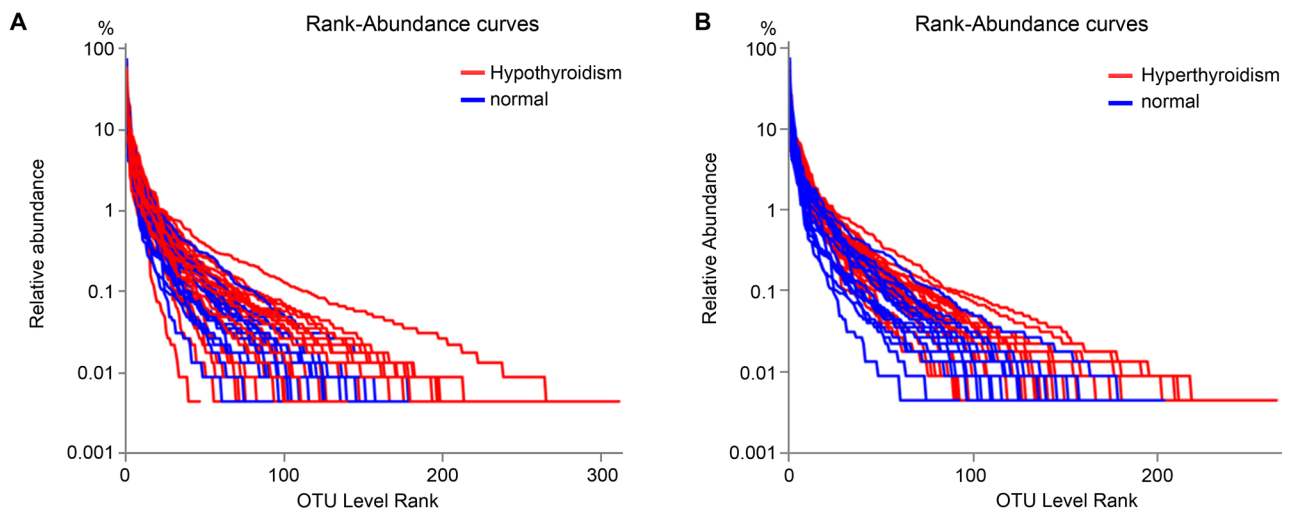 A
Rank-Abundance curves
%
Hypothyroidism
normal
100
10
1
0.1
0.01
0.001
Relative abundance
0
100
200
300
OTU Level Rank
B
Rank-Abundance curves
%
Hyperthyroidism
normal
100
10
1
0.1
0.01
0.001
Relative Abundance
0
100
200
OTU Level Rank